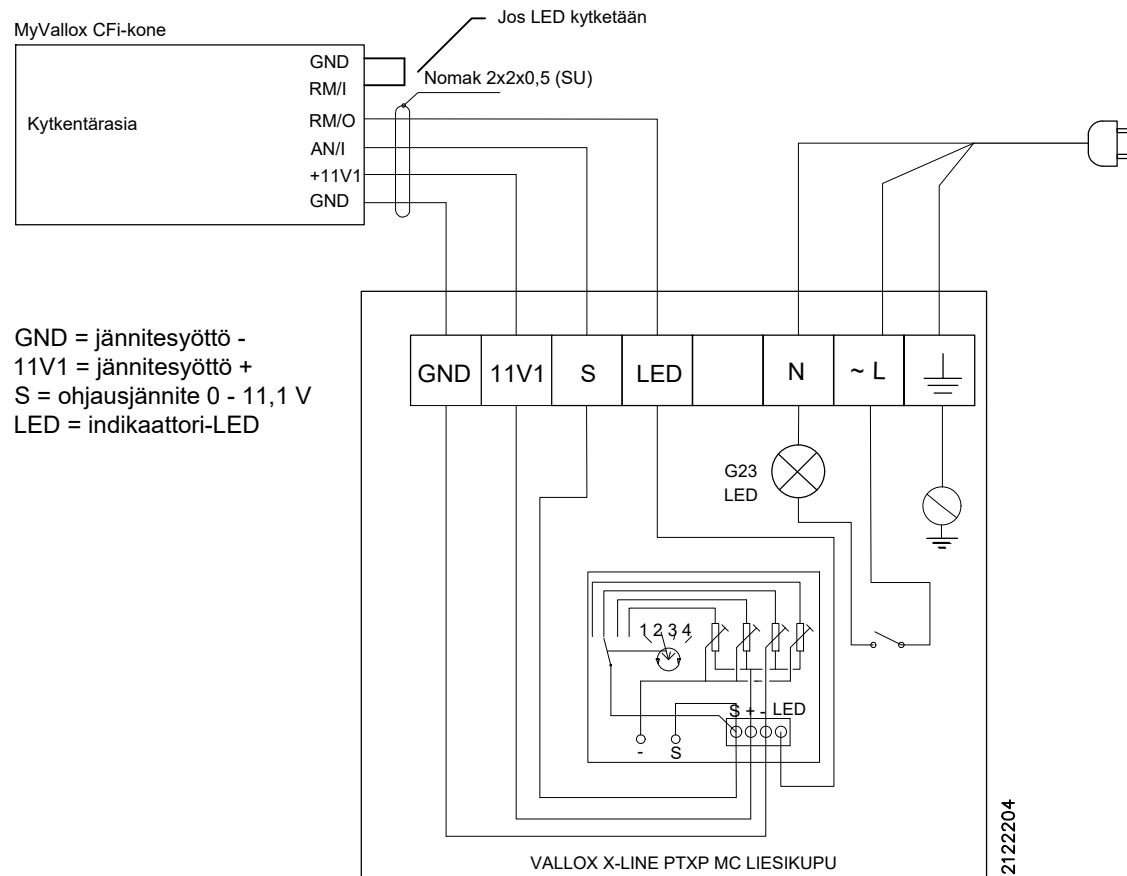 Jos LED kytketään
MyVallox CFi-kone
GND
RM/I
Nomak 2x2x0,5 (SU)
Kytkentärasia
RM/O
AN/I
+11V1
GND
GND = jännitesyöttö -
11V1 = jännitesyöttö +
S = ohjausjännite 0 - 11,1 V
LED = indikaattori-LED
GND 11V1 S LED N ~ L
G23
LED
1 2 3 4
S + - LED
- S
VALLOX X-LINE PTXP MC LIESIKUPU
2122204